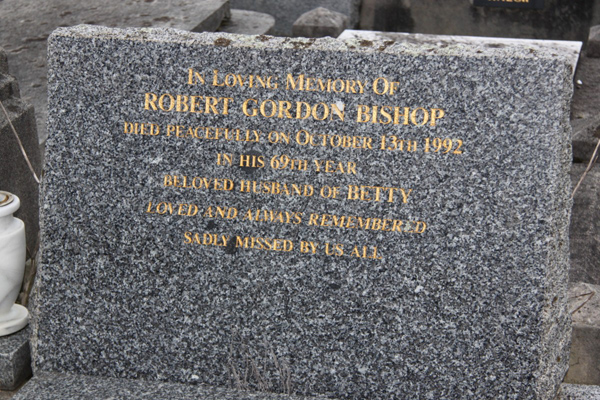 In Loving Memory Of
ROBERT GORDON BISHOP
DIED PEACEFULLY ON OCTOBER 13TH 1992
IN HIS 69TH YEAR
BELOVED HUSBAND OF BETTY
LOVED AND ALWAYS REMEMBERED
SADLY MISSED BY US ALL